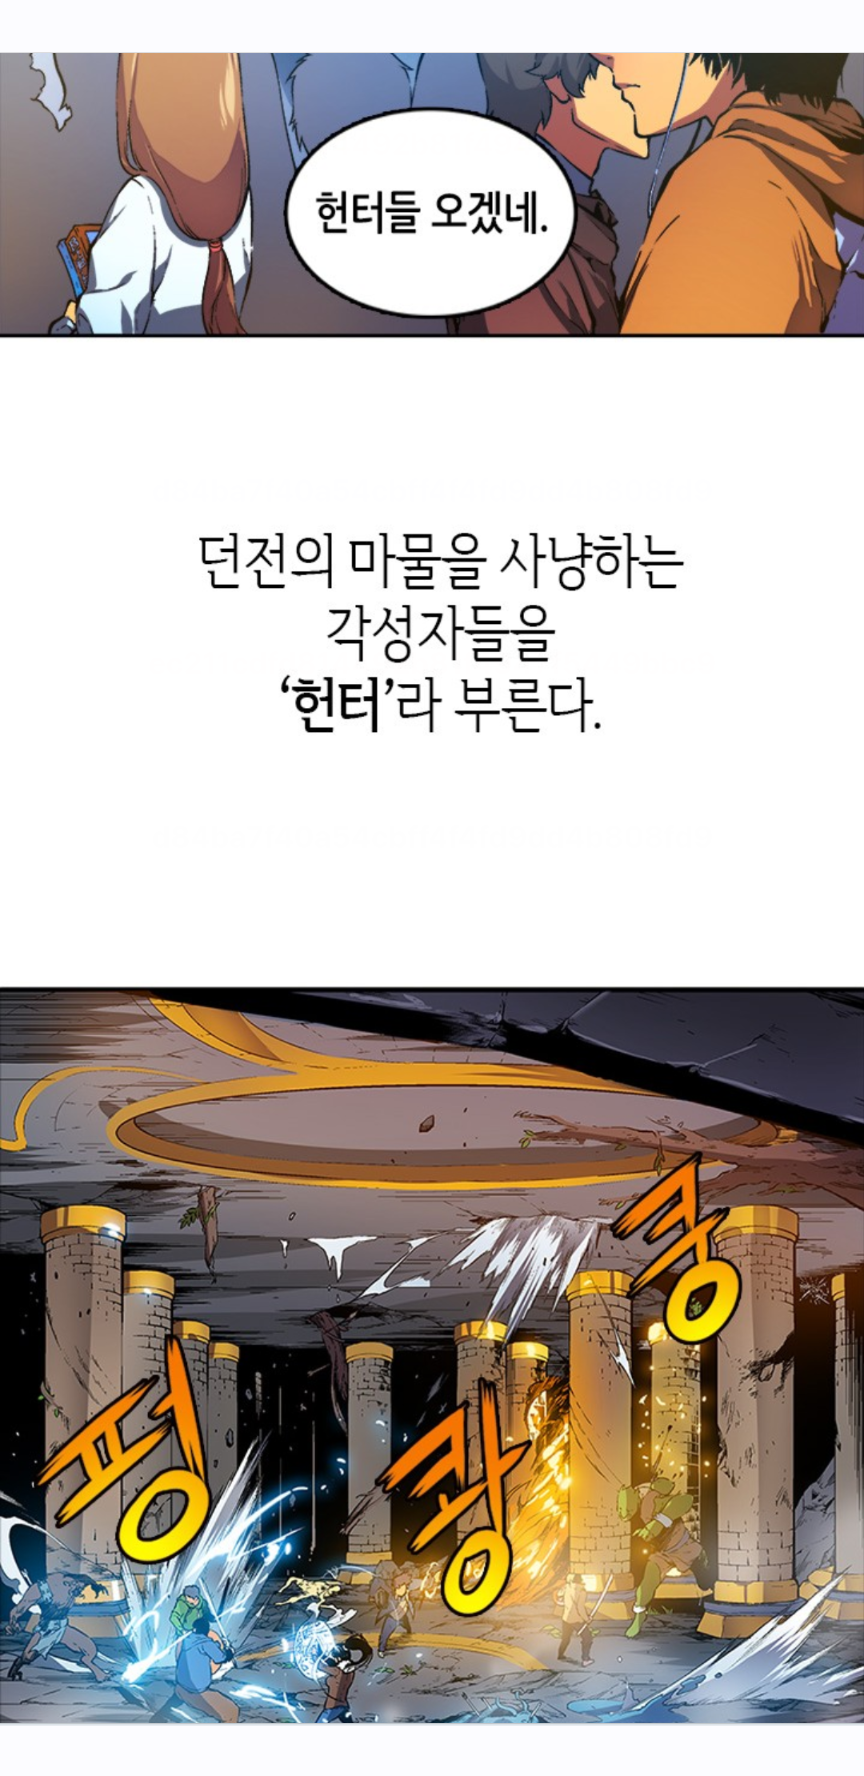 헌터들 오겠네.
던전의 마물을 사냥하는
각성자들을
‘헌터’라 부른다.
쿵
펑
쾅